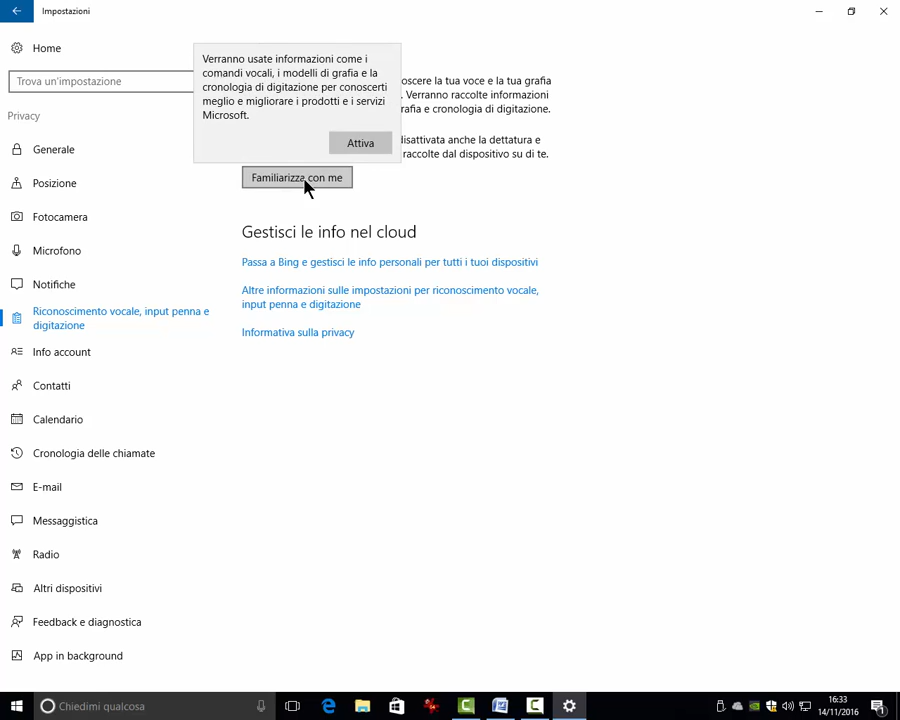 Impostazioni
Home
Trova un'impostazione
Privacy
Generale
Posizione
Fotocamera
Microfono
Notifiche
Riconoscimento vocale, input penna e
digitazione
Info account
Contatti
Calendario
Cronologia delle chiamate
E-mail
Messaggistica
Radio
Altri dispositivi
Feedback e diagnostica
App in background
Verranno usate informazioni come i
comandi vocali, i modelli di grafia e la
cronologia di digitazione per conoscerti
meglio e migliorare i prodotti e i servizi
Microsoft.
Attiva
oscere la tua voce e la tua grafia
. Verranno raccolte informazioni
rafia e cronologia di digitazione.
disattivata anche la dettatura e
raccolte dal dispositivo su di te.
Familiarizza con me
Gestisci le info nel cloud
Passa a Bing e gestisci le info personali per tutti i tuoi dispositivi
Altre informazioni sulle impostazioni per riconoscimento vocale,
input penna e digitazione
Informativa sulla privacy
Chiedimi qualcosa
16:33
14/11/2016